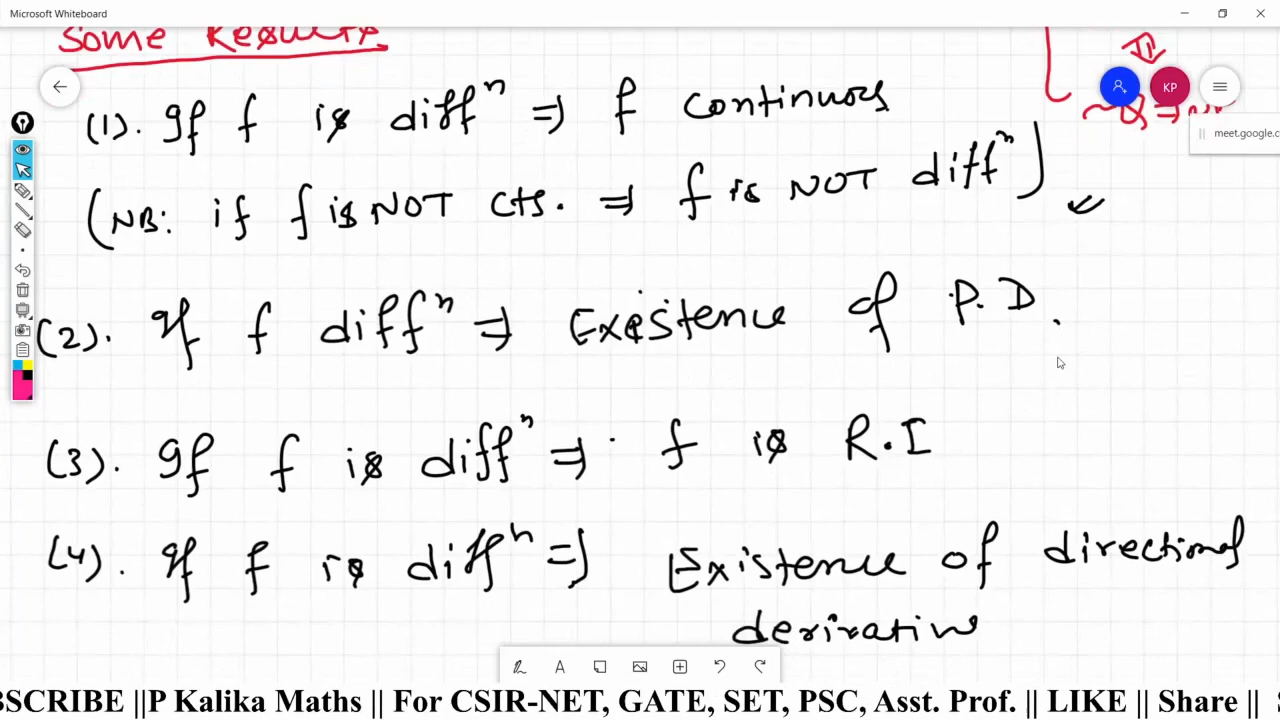 Microsoft Whiteboard
Some Results
(1). If f is diffⁿ ⇒ f continuous
(NB: if f is NOT cts. ⇒ f is NOT diffⁿ)
(2). If f diffⁿ ⇒ Existence of P.D.
(3). If f is diffⁿ ⇒ f is R.I
(4). If f is diffⁿ ⇒ Existence of directional
derivative
KP
meet.google.c
BSCRIBE ||P Kalika Maths || For CSIR-NET, GATE, SET, PSC, Asst. Prof. || LIKE || Share ||